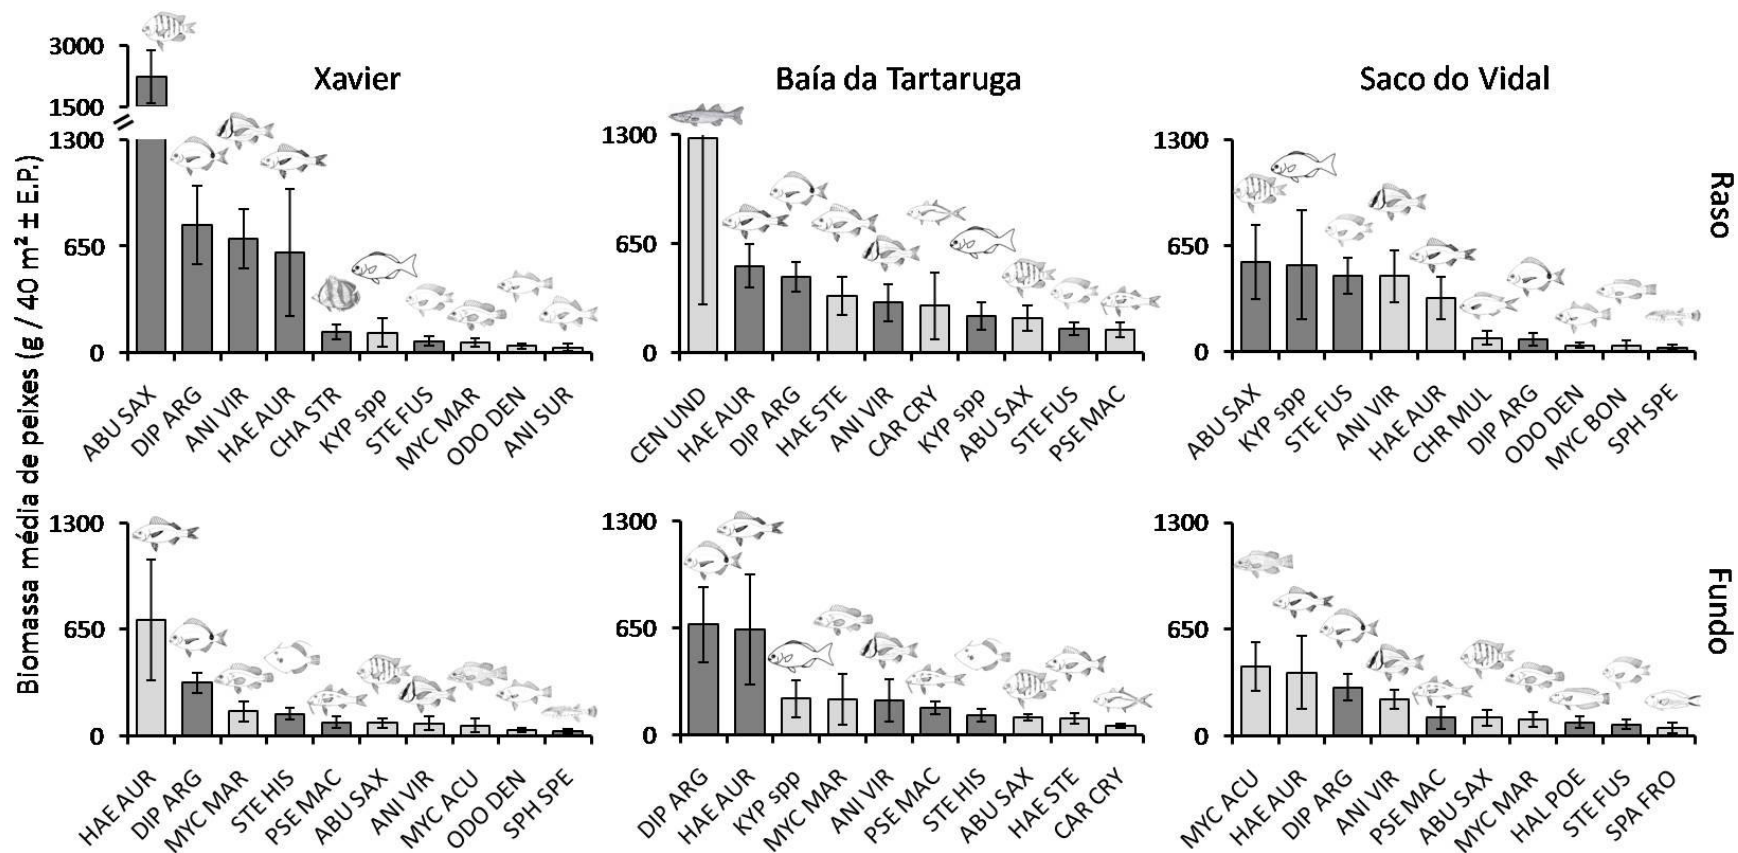 Biomassa média de peixes (g / 40 m² ± E.P.)
Xavier
Baía da Tartaruga
Saco do Vidal
Raso
3000
1500
1300
650
0
ABU SAX
DIP ARG
ANI VIR
HAE AUR
CHA STR
KYP spp
STE FUS
MYC MAR
ODO DEN
ANI SUR
1300
650
0
CEN UND
HAE AUR
DIP ARG
HAE STE
ANI VIR
CAR CRY
KYP spp
ABU SAX
STE FUS
PSE MAC
1300
650
0
ABU SAX
KYP spp
STE FUS
ANI VIR
HAE AUR
CHR MUL
DIP ARG
ODO DEN
MYC BON
SPH SPE
Fundo
1300
650
0
HAE AUR
DIP ARG
MYC MAR
STE HIS
PSE MAC
ABU SAX
ANI VIR
MYC ACU
ODO DEN
SPH SPE
1300
650
0
DIP ARG
HAE AUR
KYP spp
MYC MAR
ANI VIR
PSE MAC
STE HIS
ABU SAX
HAE STE
CAR CRY
1300
650
0
MYC ACU
HAE AUR
DIP ARG
ANI VIR
PSE MAC
ABU SAX
MYC MAR
HAL POE
STE FUS
SPA FRO